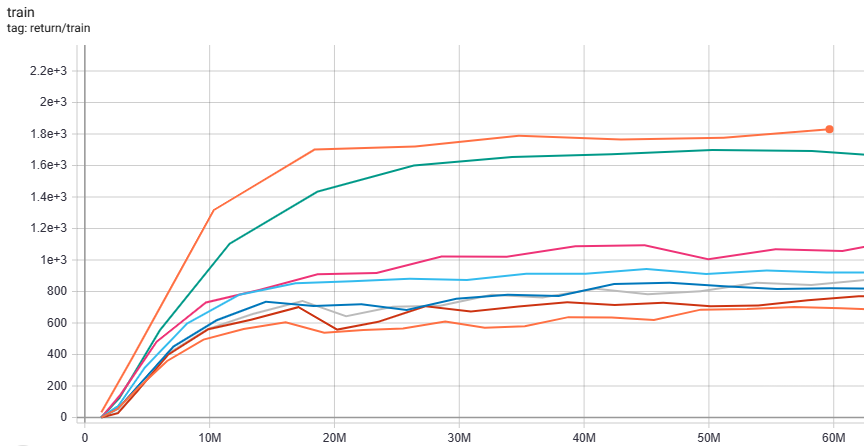 train
tag: return/train
2.2e+3
2e+3
1.8e+3
1.6e+3
1.4e+3
1.2e+3
1e+3
800
600
400
200
0
0 10M 20M 30M 40M 50M 60M